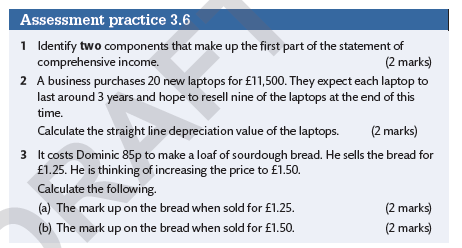 Assessment practice 3.6
1 Identify two components that make up the first part of the statement of
comprehensive income. (2 marks)
2 A business purchases 20 new laptops for £11,500. They expect each laptop to
last around 3 years and hope to resell nine of the laptops at the end of this
time.
Calculate the straight line depreciation value of the laptops. (2 marks)
3 It costs Dominic 85p to make a loaf of sourdough bread. He sells the bread for
£1.25. He is thinking of increasing the price to £1.50.
Calculate the following.
(a) The mark up on the bread when sold for £1.25. (2 marks)
(b) The mark up on the bread when sold for £1.50. (2 marks)
DRAFT